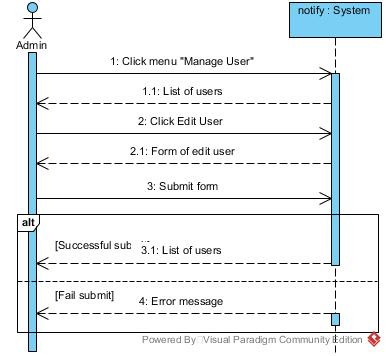 notify : System
Admin
1: Click menu "Manage User"
1.1: List of users
2: Click Edit User
2.1: Form of edit user
3: Submit form
alt
[Successful
3.1: List of users
[Fail submit]
4: Error message
Powered By Visual Paradigm Community Edition